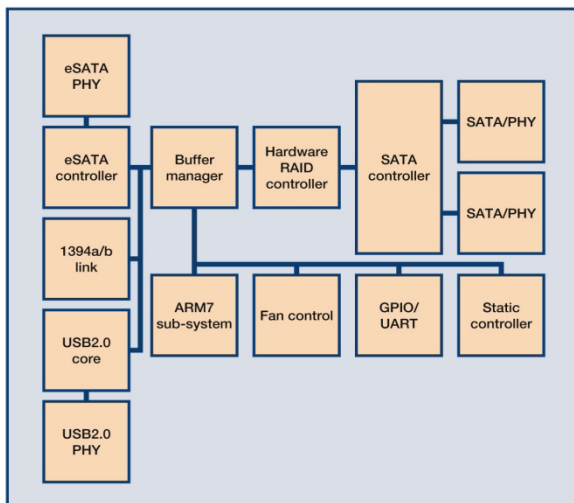 eSATA
PHY
eSATA
controller
Buffer
manager
Hardware
RAID
controller
SATA
controller
SATA/PHY
SATA/PHY
1394a/b
link
ARM7
sub-system
Fan control
GPIO/
UART
Static
controller
USB2.0
core
USB2.0
PHY